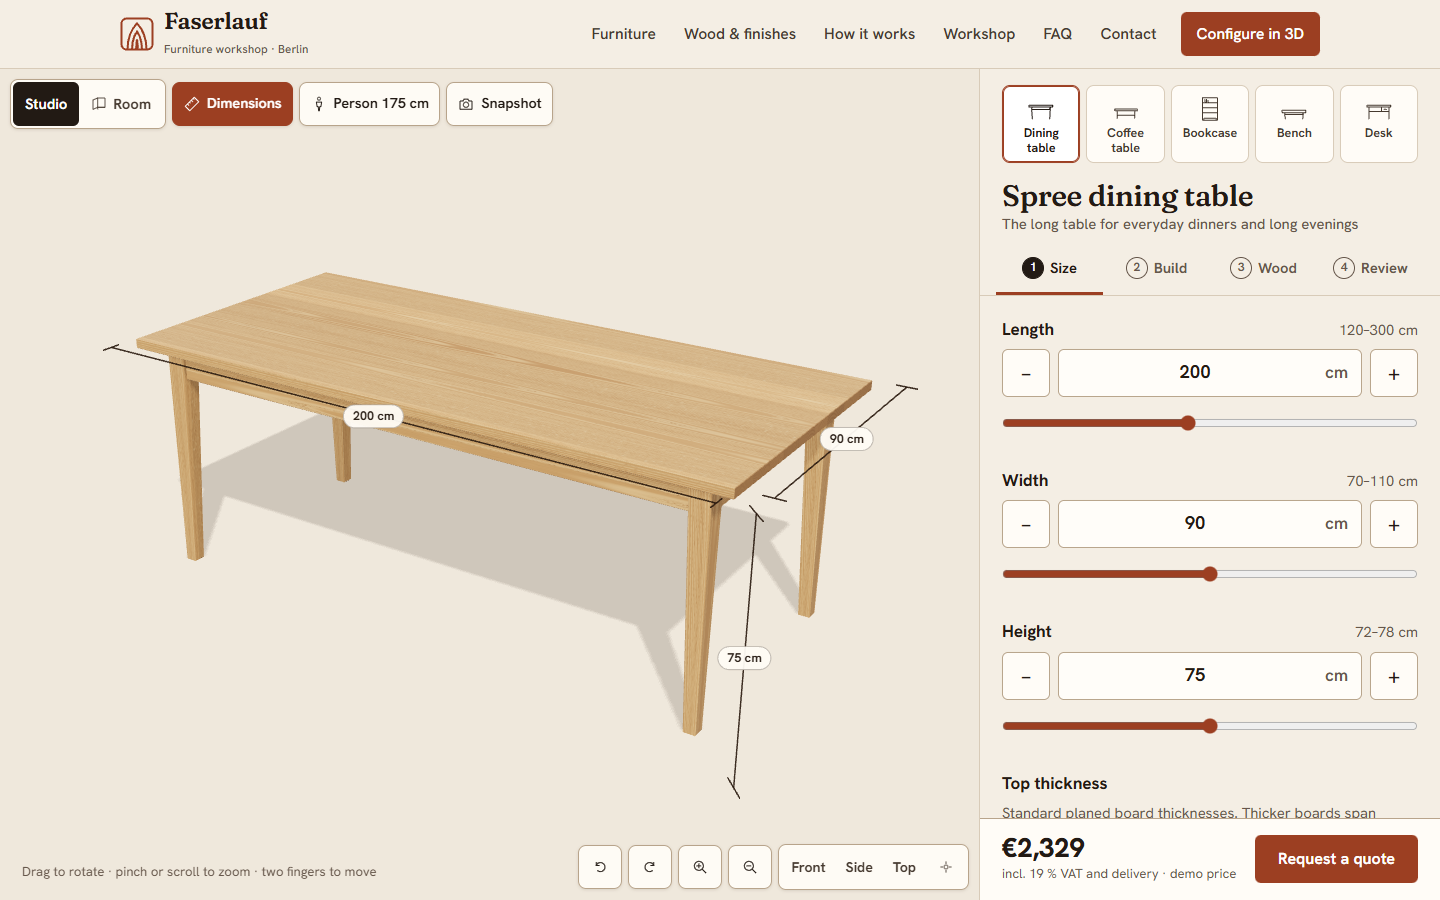 Faserlauf
Furniture workshop · Berlin
Furniture
Wood & finishes
How it works
Workshop
FAQ
Contact
Configure in 3D
Studio
Room
Dimensions
Person 175 cm
Snapshot
200 cm
90 cm
75 cm
Drag to rotate · pinch or scroll to zoom · two fingers to move
Front
Side
Top
Dining
table
Coffee
table
Bookcase
Bench
Desk
Spree dining table
The long table for everyday dinners and long evenings
1 Size
2 Build
3 Wood
4 Review
Length
120–300 cm
−
200 cm
+
Width
70–110 cm
−
90 cm
+
Height
72–78 cm
−
75 cm
+
Top thickness
Standard planed board thicknesses. Thicker boards span
€2,329
incl. 19 % VAT and delivery · demo price
Request a quote